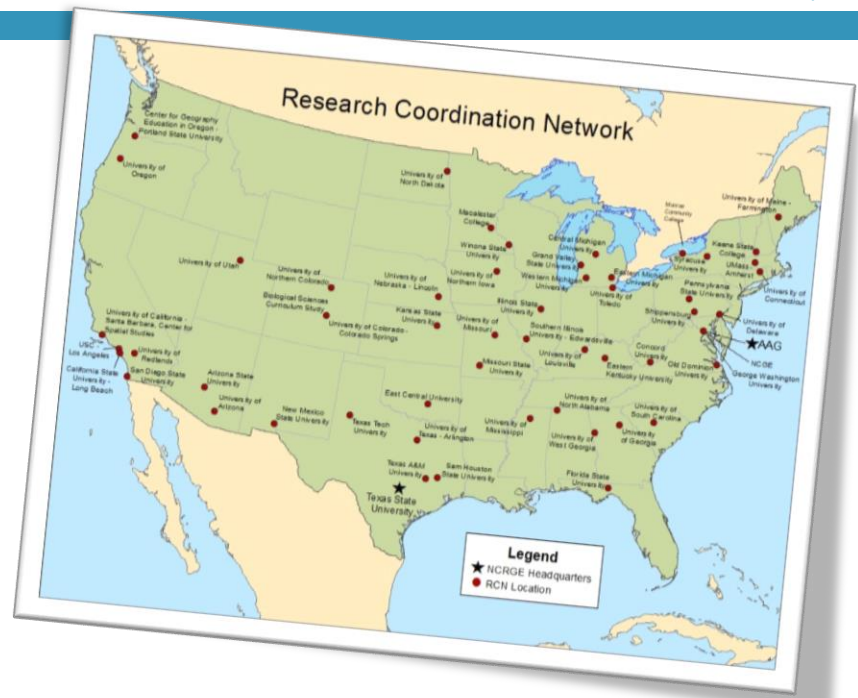 Research Coordination Network
Center for Geography
Education in Oregon -
Portland State University
University of
Oregon
University of
North Dakota
Macalester
College
Winona State
University
Central Michigan
University
Grand Valley
State University
Western Michigan
University
Eastern Michigan
University
University of
Toledo
Monroe
Community
College
Syracuse
University
University of Maine -
Farmington
Keene State
College
UMass-
Amherst
University of
Connecticut
Pennsylvania
State University
Shippensburg
University
University of
Delaware
AAG
NCGE
George Washington
University
Old Dominion
University
Concord
University
Eastern
Kentucky University
University of
Louisville
Southern Illinois
University - Edwardsville
Illinois State
University
University of
Northern Iowa
University of
Nebraska - Lincoln
Kansas State
University
University of
Missouri
Missouri State
University
University of Utah
University of
Northern Colorado
Biological Sciences
Curriculum Study
University of Colorado -
Colorado Springs
University of California -
Santa Barbara, Center for
Spatial Studies
USC
Los Angeles
University of
Redlands
California State
University -
Long Beach
San Diego State
University
Arizona State
University
University of
Arizona
New Mexico
State University
Texas Tech
University
East Central University
University of
Texas - Arlington
Texas A&M
University
Sam Houston
State University
Texas State
University
University of
Mississippi
University of
North Alabama
University of
West Georgia
University of
Georgia
University of
South Carolina
Florida State
University
Legend
NCRGE Headquarters
RCN Location